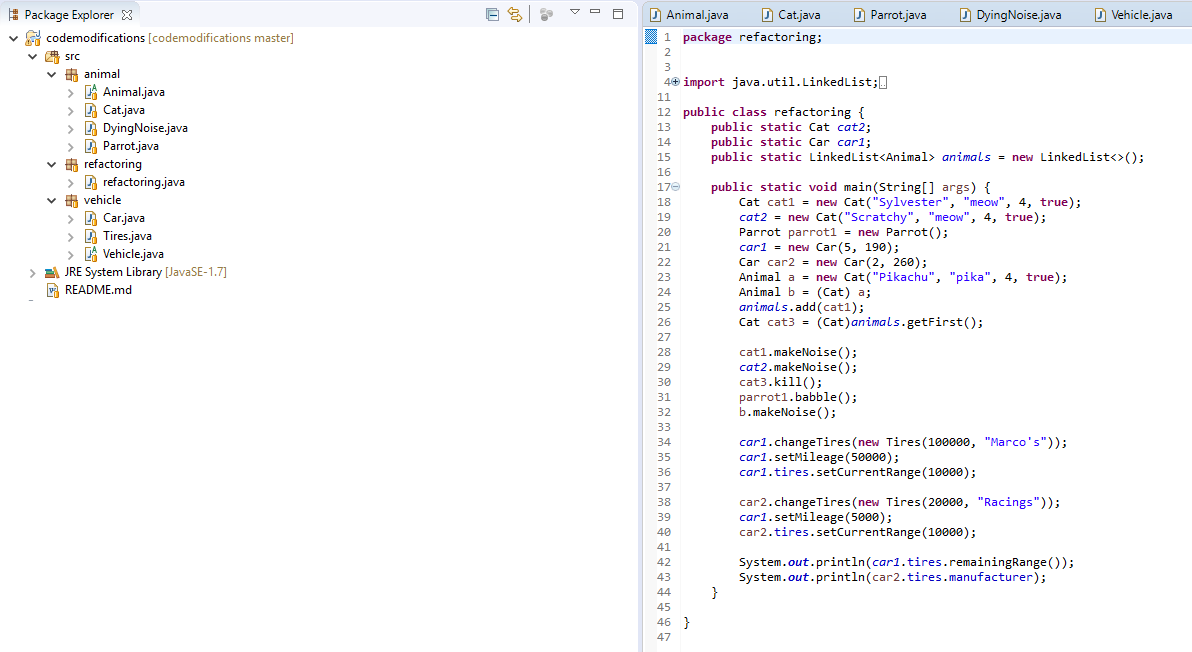 Package Explorer
codemodifications [codemodifications master]
src
animal
Animal.java
Cat.java
DyingNoise.java
Parrot.java
refactoring
refactoring.java
vehicle
Car.java
Tires.java
Vehicle.java
JRE System Library [JavaSE-1.7]
README.md
Animal.java Cat.java Parrot.java DyingNoise.java Vehicle.java
1 package refactoring;
2
3
4 import java.util.LinkedList;
11
12 public class refactoring {
13 public static Cat cat2;
14 public static Car car1;
15 public static LinkedList<Animal> animals = new LinkedList<>();
16
17 public static void main(String[] args) {
18 Cat cat1 = new Cat("Sylvester", "meow", 4, true);
19 cat2 = new Cat("Scratchy", "meow", 4, true);
20 Parrot parrot1 = new Parrot();
21 car1 = new Car(5, 190);
22 Car car2 = new Car(2, 260);
23 Animal a = new Cat("Pikachu", "pika", 4, true);
24 Animal b = (Cat) a;
25 animals.add(cat1);
26 Cat cat3 = (Cat)animals.getFirst();
27
28 cat1.makeNoise();
29 cat2.makeNoise();
30 cat3.kill();
31 parrot1.babble();
32 b.makeNoise();
33
34 car1.changeTires(new Tires(100000, "Marco's"));
35 car1.setMileage(50000);
36 car1.tires.setCurrentRange(10000);
37
38 car2.changeTires(new Tires(20000, "Racings"));
39 car1.setMileage(5000);
40 car2.tires.setCurrentRange(10000);
41
42 System.out.println(car1.tires.remainingRange());
43 System.out.println(car2.tires.manufacturer);
44 }
45
46 }
47